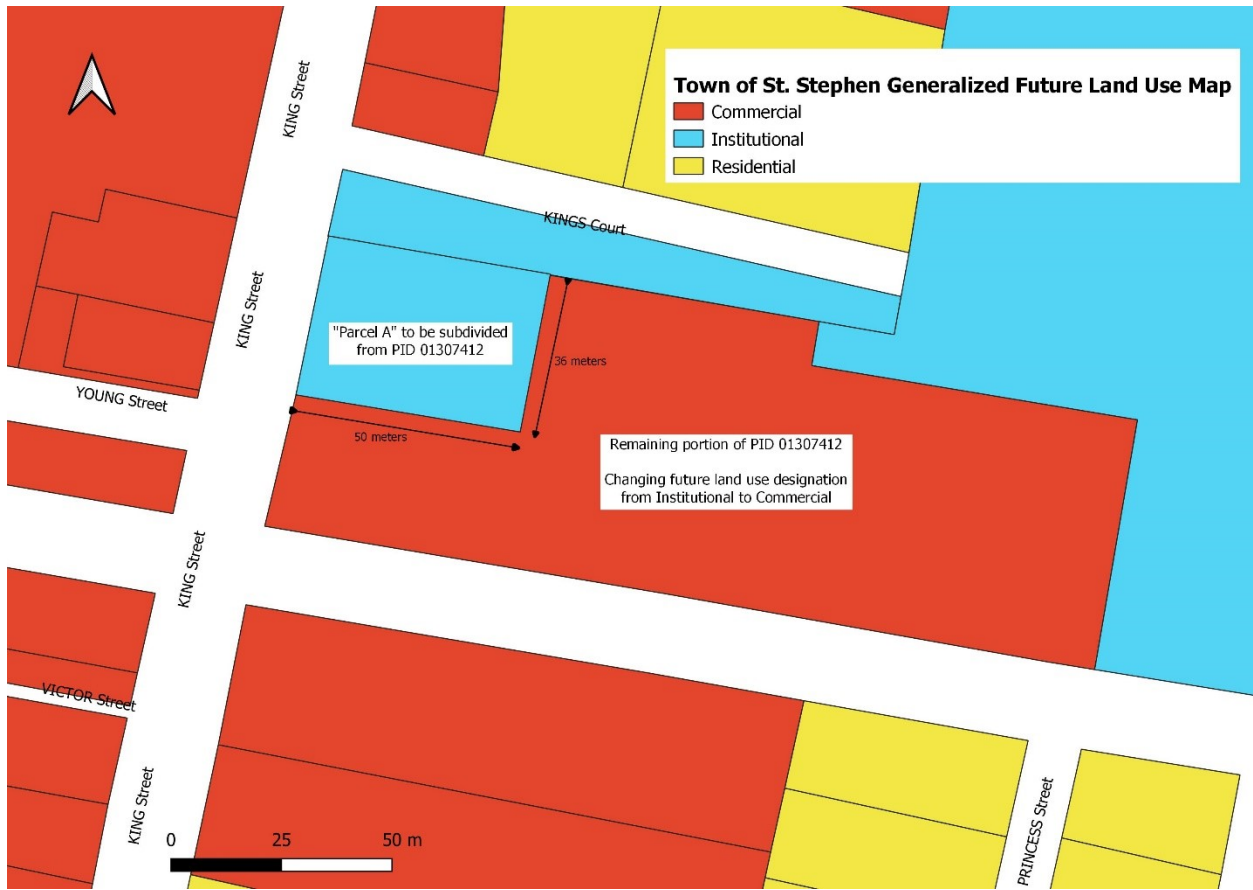 Town of St. Stephen Generalized Future Land Use Map
Commercial
Institutional
Residential
KING Street
KINGS Court
KING Street
"Parcel A" to be subdivided
from PID 01307412
36 meters
YOUNG Street
50 meters
Remaining portion of PID 01307412
Changing future land use designation
from Institutional to Commercial
KING Street
VICTOR Street
KING Street
PRINCESS Street
0 25 50 m